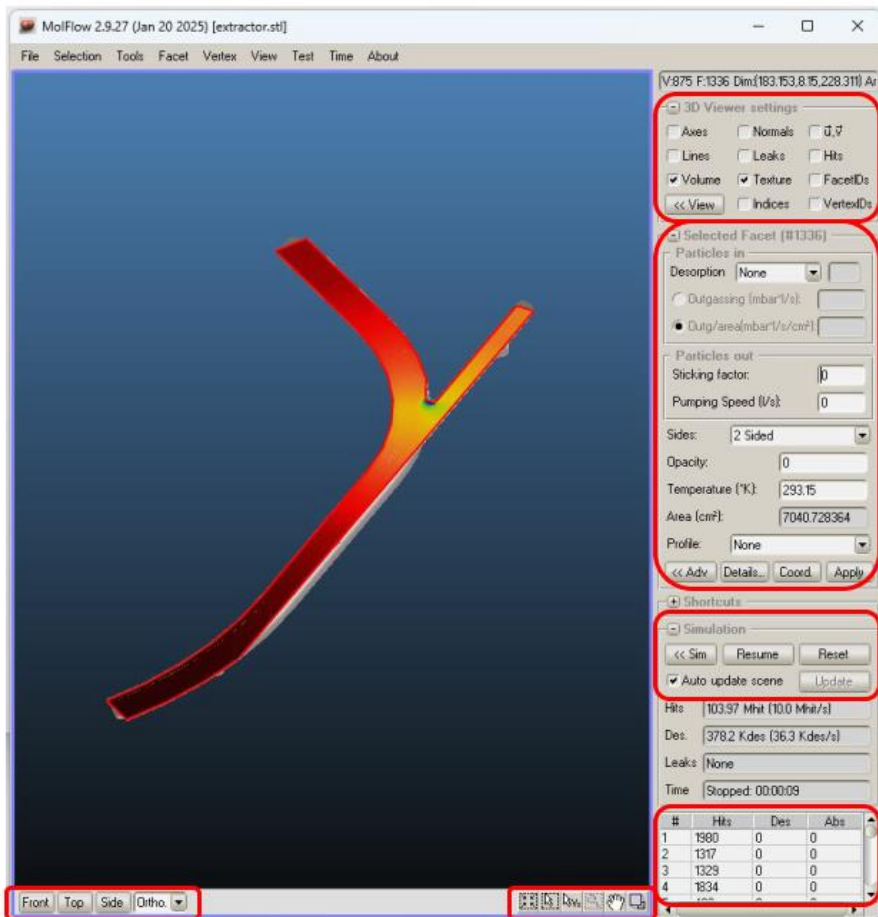 MolFlow 2.9.27 (Jan 20 2025) [extractor.stl]
File Selection Tools Facet Vertex View Test Time About
V:875 F:1336 Dim:(183.153,8.15,228.311) Ar
3D Viewer settings
Axes Normals u⃗,v⃗
Lines Leaks Hits
Volume Texture FacetIDs
<< View Indices VertexIDs
Selected Facet (#1336)
Particles in
Desorption None
Outgassing (mbar*l/s):
Outg/area(mbar*l/s/cm²):
Particles out
Sticking factor: 0
Pumping Speed (l/s): 0
Sides: 2 Sided
Opacity: 0
Temperature (°K): 293.15
Area (cm²): 7040.728364
Profile: None
<< Adv Details... Coord. Apply
Shortcuts
Simulation
<< Sim Resume Reset
Auto update scene Update
Hits 103.97 Mhit (10.0 Mhit/s)
Des. 378.2 Kdes (36.3 Kdes/s)
Leaks None
Time Stopped: 00:00:09
# Hits Des Abs
1 1980 0 0
2 1317 0 0
3 1329 0 0
4 1834 0 0
Front Top Side Ortho.